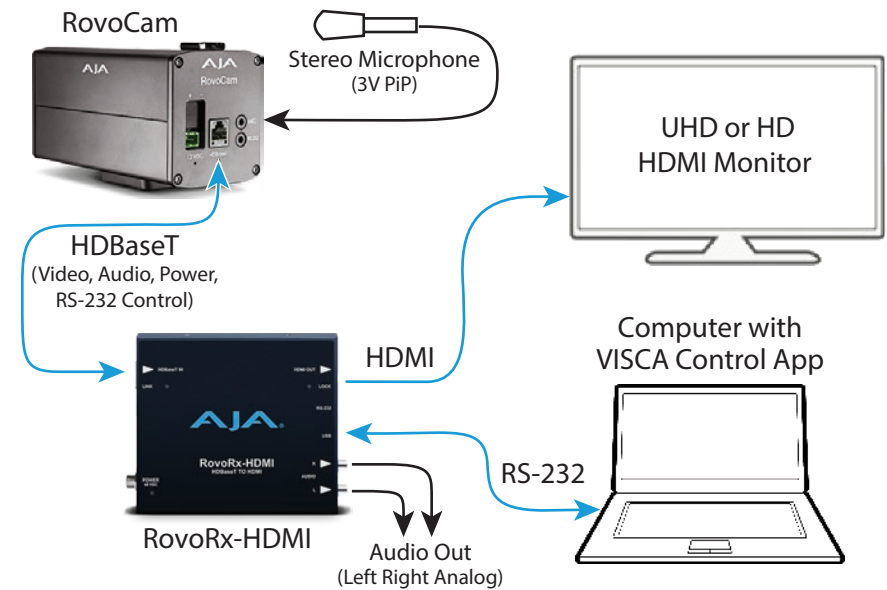 RovoCam
AJA
AJA
RovoCam
Stereo Microphone
(3V PiP)
UHD or HD
HDMI Monitor
HDBaseT
(Video, Audio, Power,
RS-232 Control)
HDMI
Computer with
VISCA Control App
HDBaseT IN
HDMI OUT
LINK
LOCK
RS-232
USB
AJA
RovoRx-HDMI
HDBaseT TO HDMI
R
AUDIO
L
POWER
RS-232
RovoRx-HDMI
Audio Out
(Left Right Analog)